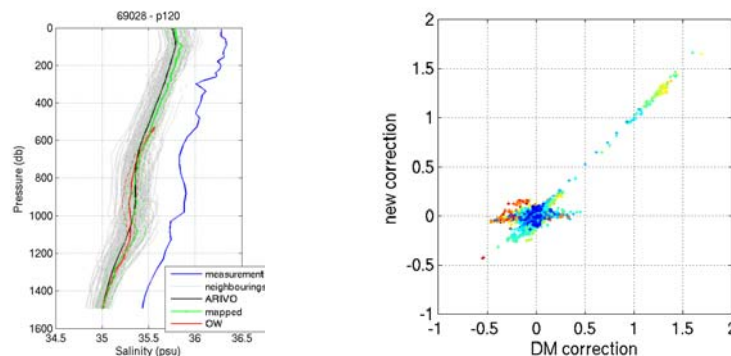 69028 - p120
0
200
400
600
800
1000
1200
1400
1600
Pressure (db)
34.5
35
35.5
36
36.5
Salinity (psu)
measurement
neighbourings
ARIVO
mapped
OW
2
1.5
1
0.5
0
-0.5
-1
new correction
-1
-0.5
0
0.5
1
1.5
2
DM correction